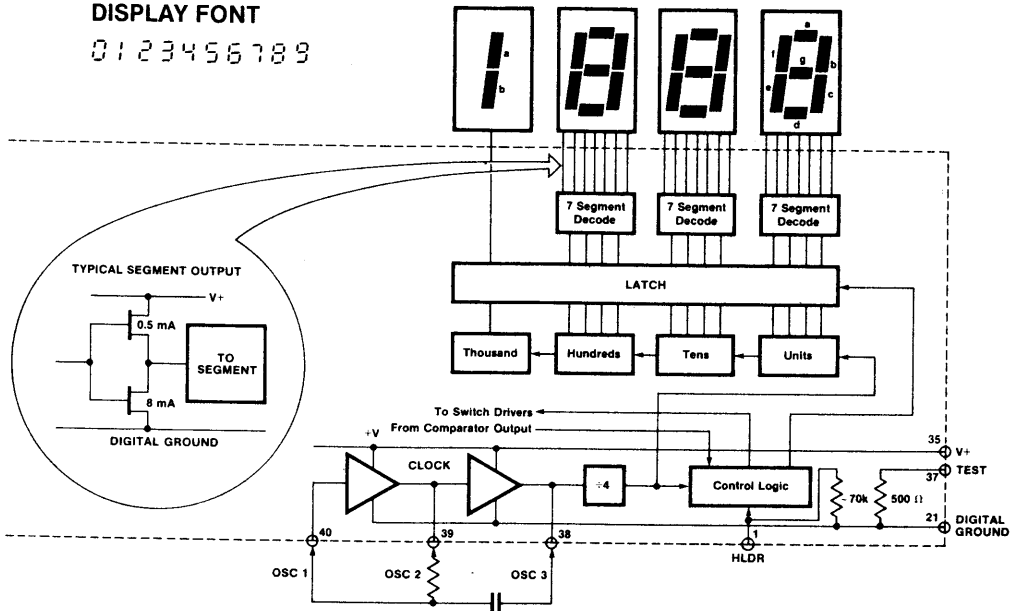 DISPLAY FONT
0123456789
a
b
a
f
g
b
e
c
d
7 Segment
Decode
7 Segment
Decode
7 Segment
Decode
TYPICAL SEGMENT OUTPUT
V+
0.5 mA
TO
SEGMENT
8 mA
DIGITAL GROUND
LATCH
Thousand
Hundreds
Tens
Units
To Switch Drivers
From Comparator Output
+V
CLOCK
÷4
Control Logic
~70k
500 Ω
35
V+
37
TEST
21
DIGITAL
GROUND
40
39
38
1
HLDR
OSC 1
OSC 2
OSC 3